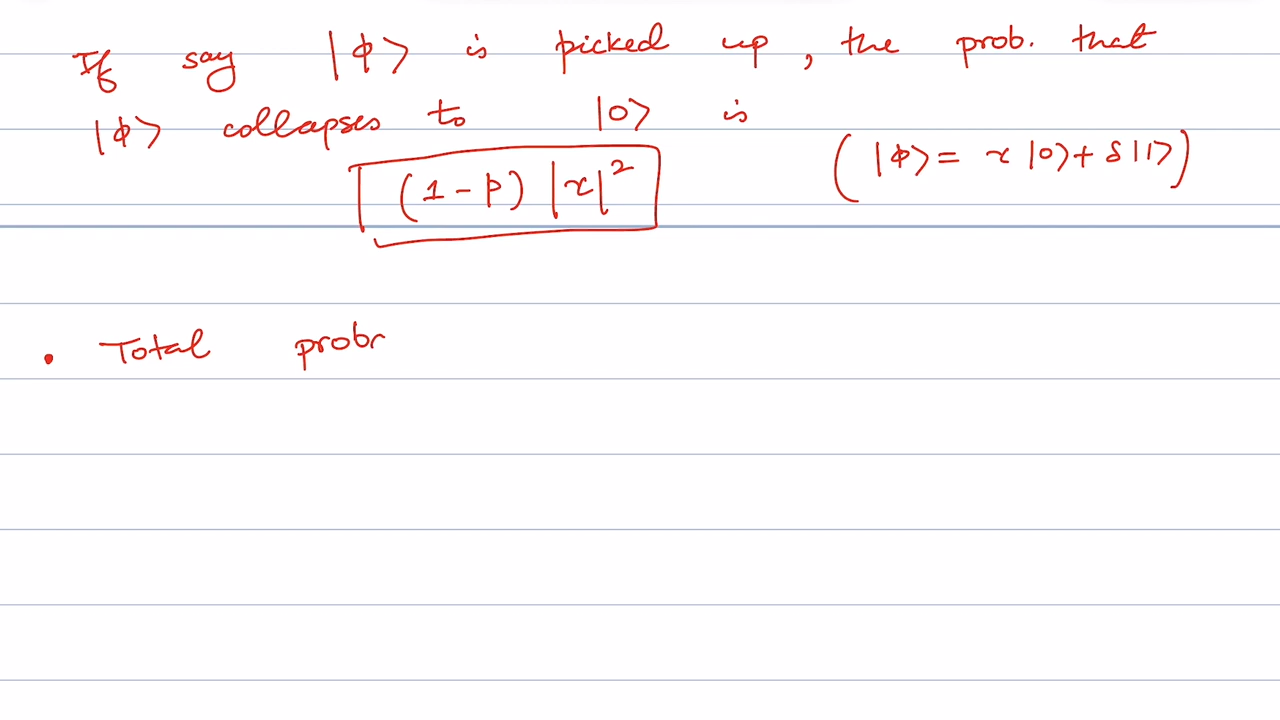 If say |ϕ⟩ is picked up, the prob. that
|ϕ⟩ collapses to |0⟩ is
(|ϕ⟩ = r |0⟩ + δ |1⟩)
(1 - p) |r|²
• Total probr